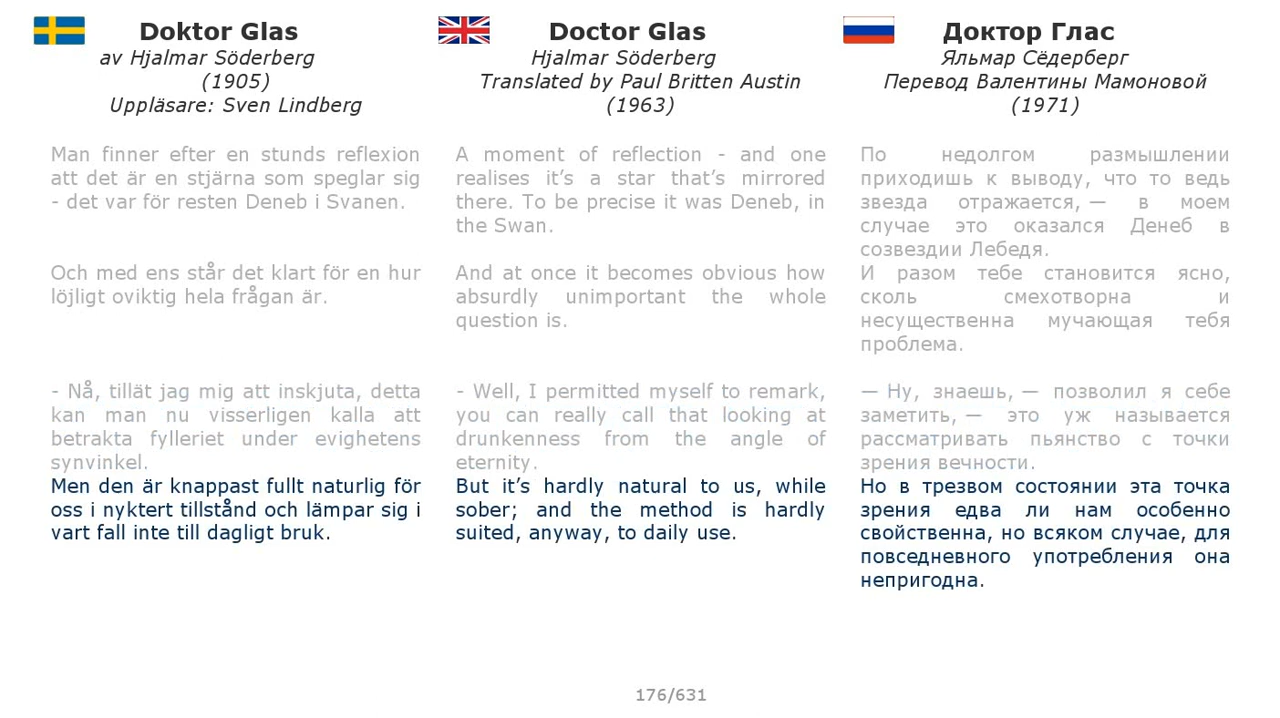 Doktor Glas
av Hjalmar Söderberg
(1905)
Uppläsare: Sven Lindberg
Man finner efter en stunds reflexion
att det är en stjärna som speglar sig
- det var för resten Deneb i Svanen.
Och med ens står det klart för en hur
löjligt oviktig hela frågan är.
- Nå, tillät jag mig att inskjuta, detta
kan man nu visserligen kalla att
betrakta fylleriet under evighetens
synvinkel.
Men den är knappast fullt naturlig för
oss i nyktert tillstånd och lämpar sig i
vart fall inte till dagligt bruk.
Doctor Glas
Hjalmar Söderberg
Translated by Paul Britten Austin
(1963)
A moment of reflection - and one
realises it’s a star that’s mirrored
there. To be precise it was Deneb, in
the Swan.
And at once it becomes obvious how
absurdly unimportant the whole
question is.
- Well, I permitted myself to remark,
you can really call that looking at
drunkenness from the angle of
eternity.
But it’s hardly natural to us, while
sober; and the method is hardly
suited, anyway, to daily use.
Доктор Глас
Яльмар Сёдерберг
Перевод Валентины Мамоновой
(1971)
По недолгом размышлении
приходишь к выводу, что то ведь
звезда отражается, — в моем
случае это оказался Денеб в
созвездии Лебедя.
И разом тебе становится ясно,
сколь смехотворна и
несущественна мучающая тебя
проблема.
— Ну, знаешь, — позволил я себе
заметить, — это уж называется
рассматривать пьянство с точки
зрения вечности.
Но в трезвом состоянии эта точка
зрения едва ли нам особенно
свойственна, но всяком случае, для
повседневного употребления она
непригодна.
176/631